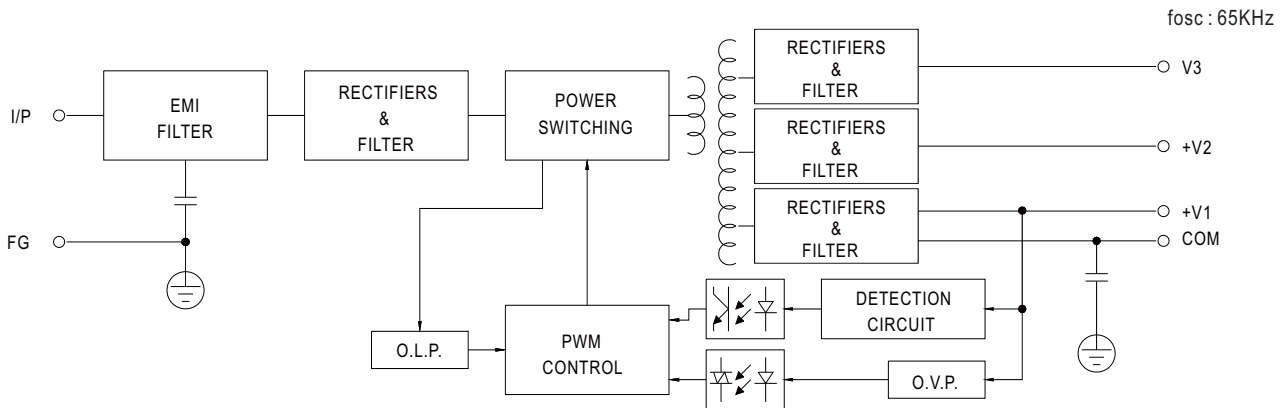 fosc : 65KHz
I/P
EMI
FILTER
RECTIFIERS
&
FILTER
POWER
SWITCHING
RECTIFIERS
&
FILTER
V3
RECTIFIERS
&
FILTER
+V2
RECTIFIERS
&
FILTER
+V1
COM
FG
O.L.P.
PWM
CONTROL
DETECTION
CIRCUIT
O.V.P.